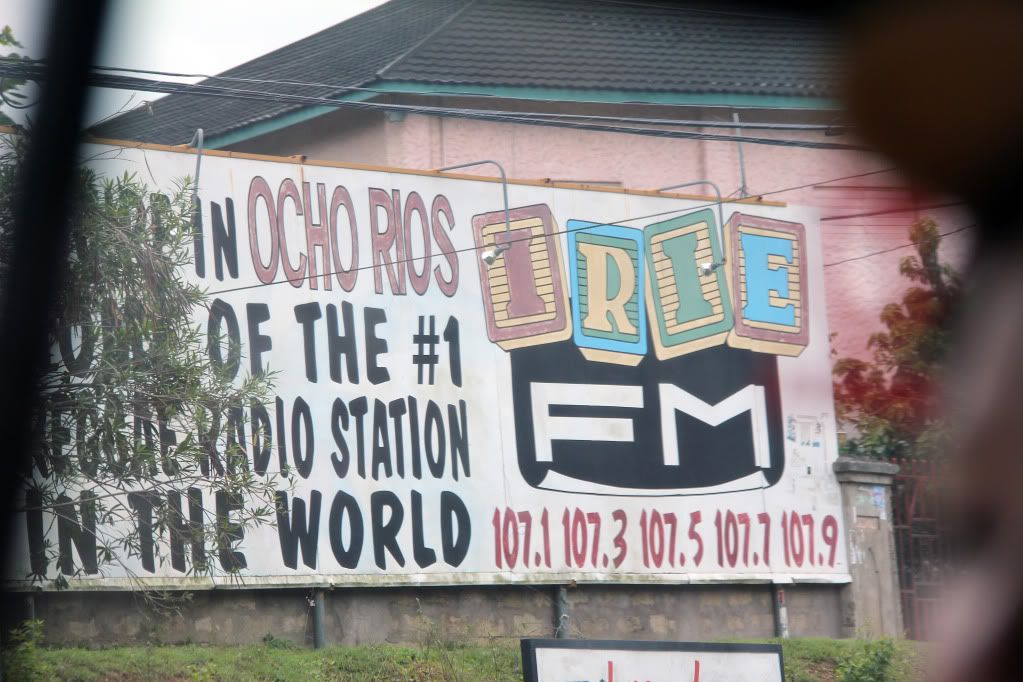 IN OCHO RIOS
OF THE #1
REGGAE RADIO STATION
IN THE WORLD
IRIE
FM
107.1 107.3 107.5 107.7 107.9